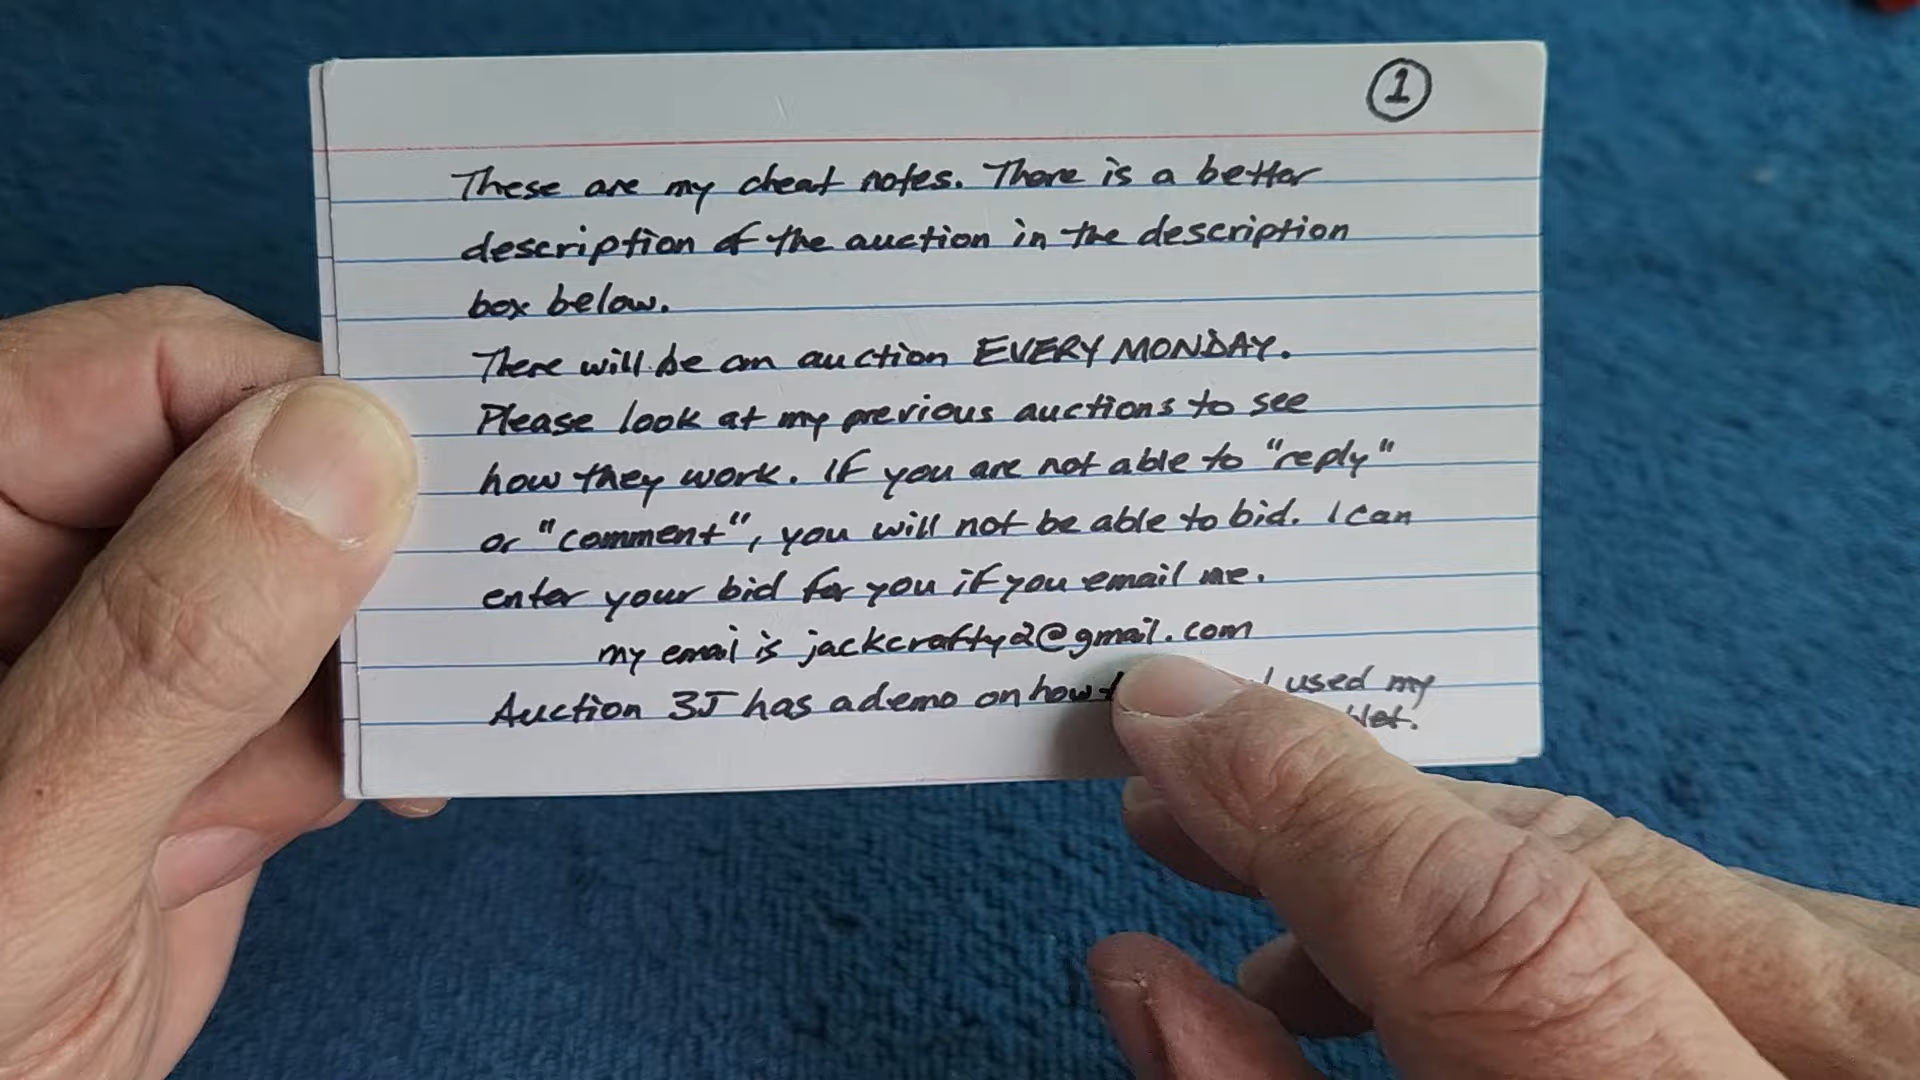 1
These are my cheat notes. There is a better
description of the auction in the description
box below.
There will be an auction EVERY MONDAY.
Please look at my previous auctions to see
how they work. If you are not able to "reply"
or "comment", you will not be able to bid. I can
enter your bid for you if you email me.
my email is jackcrafty2@gmail.com
Auction 3J has a demo on how I used my